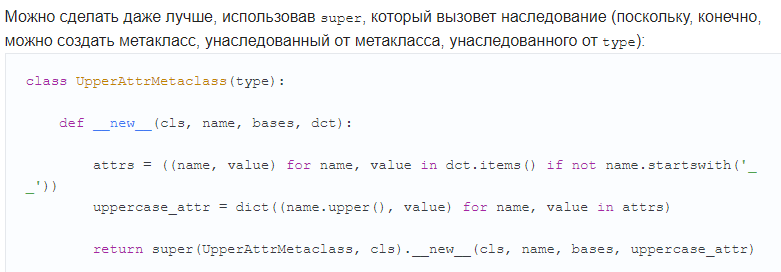 Можно сделать даже лучше, использовав super, который вызовет наследование (поскольку, конечно,
можно создать метакласс, унаследованный от метакласса, унаследованного от type):
class UpperAttrMetaclass(type):
def __new__(cls, name, bases, dct):
attrs = ((name, value) for name, value in dct.items() if not name.startswith('_
_'))
uppercase_attr = dict((name.upper(), value) for name, value in attrs)
return super(UpperAttrMetaclass, cls).__new__(cls, name, bases, uppercase_attr)